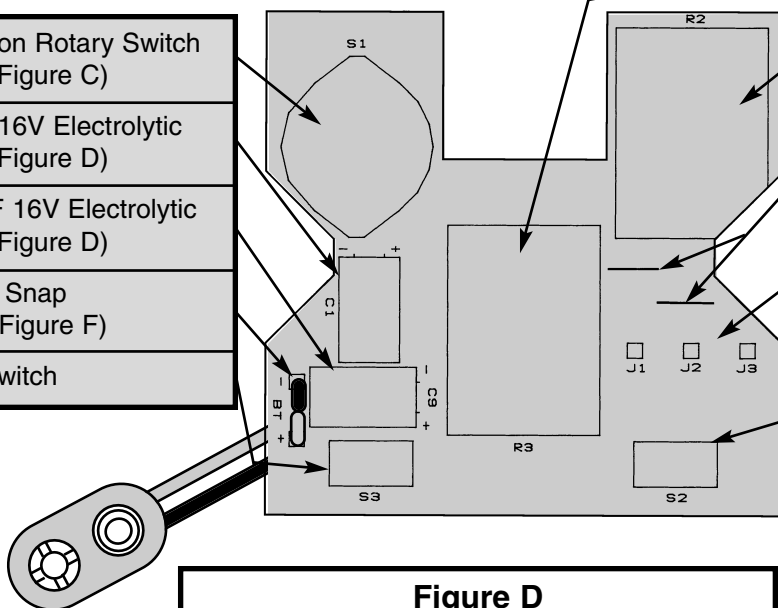 on Rotary Switch
Figure C)
16V Electrolytic
Figure D)
F 16V Electrolytic
Figure D)
Snap
Figure F)
witch
S1
R2
- +
C1
-
C9
+
-
BT
+
S3
R3
J1 J2 J3
S2
Figure D